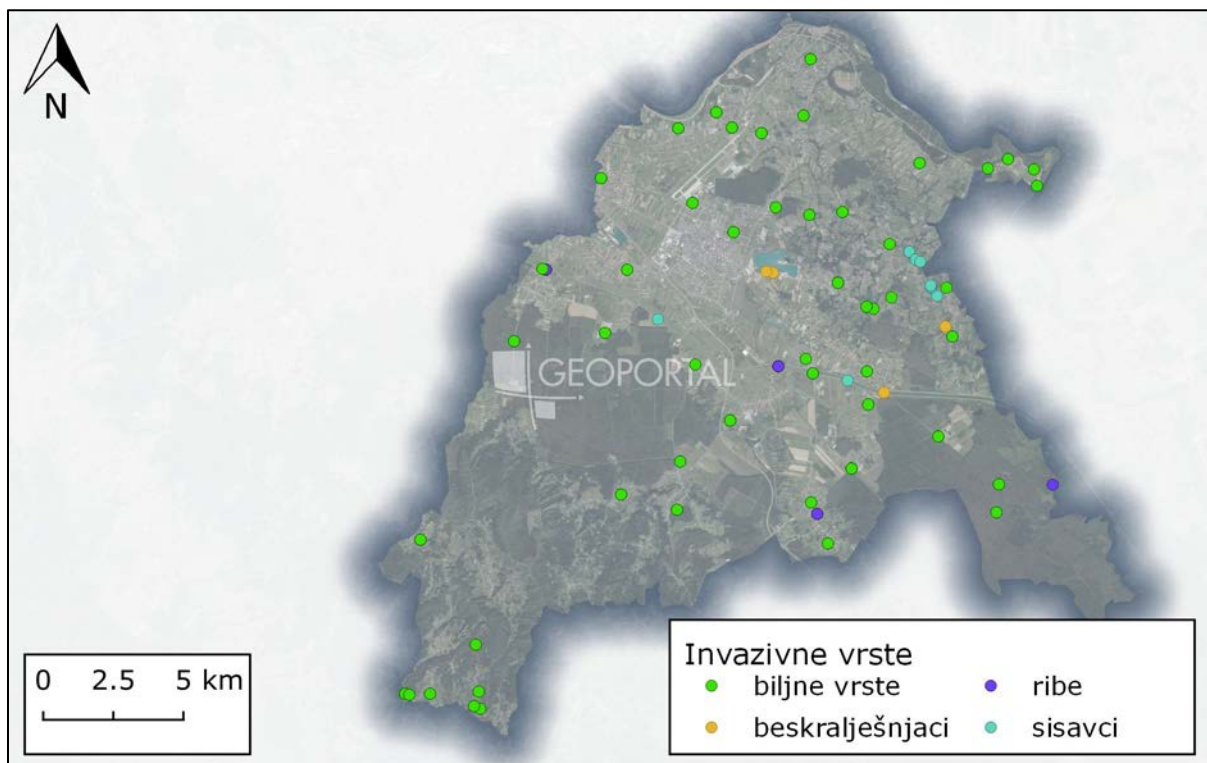 N
GEOPORTAL
0 2.5 5 km
Invazivne vrste
biljne vrste
ribe
beskralješnjaci
sisavci